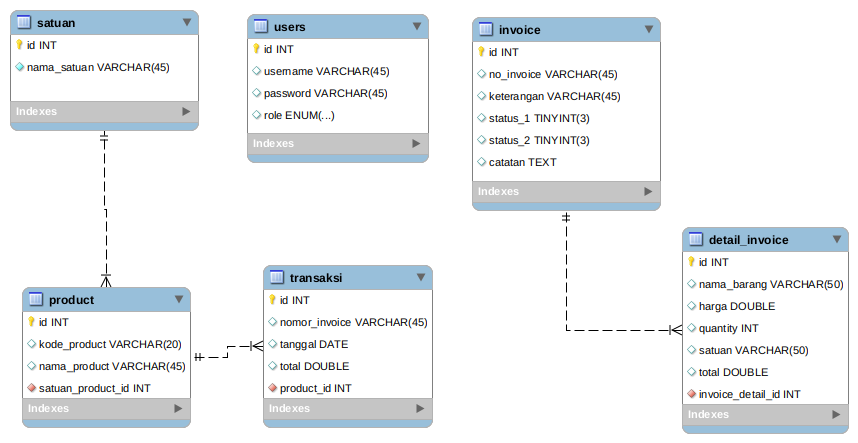 satuan
id INT
nama_satuan VARCHAR(45)
Indexes
users
id INT
username VARCHAR(45)
password VARCHAR(45)
role ENUM(...)
Indexes
invoice
id INT
no_invoice VARCHAR(45)
keterangan VARCHAR(45)
status_1 TINYINT(3)
status_2 TINYINT(3)
catatan TEXT
Indexes
product
id INT
kode_product VARCHAR(20)
nama_product VARCHAR(45)
satuan_product_id INT
Indexes
transaksi
id INT
nomor_invoice VARCHAR(45)
tanggal DATE
total DOUBLE
product_id INT
Indexes
detail_invoice
id INT
nama_barang VARCHAR(50)
harga DOUBLE
quantity INT
satuan VARCHAR(50)
total DOUBLE
invoice_detail_id INT
Indexes